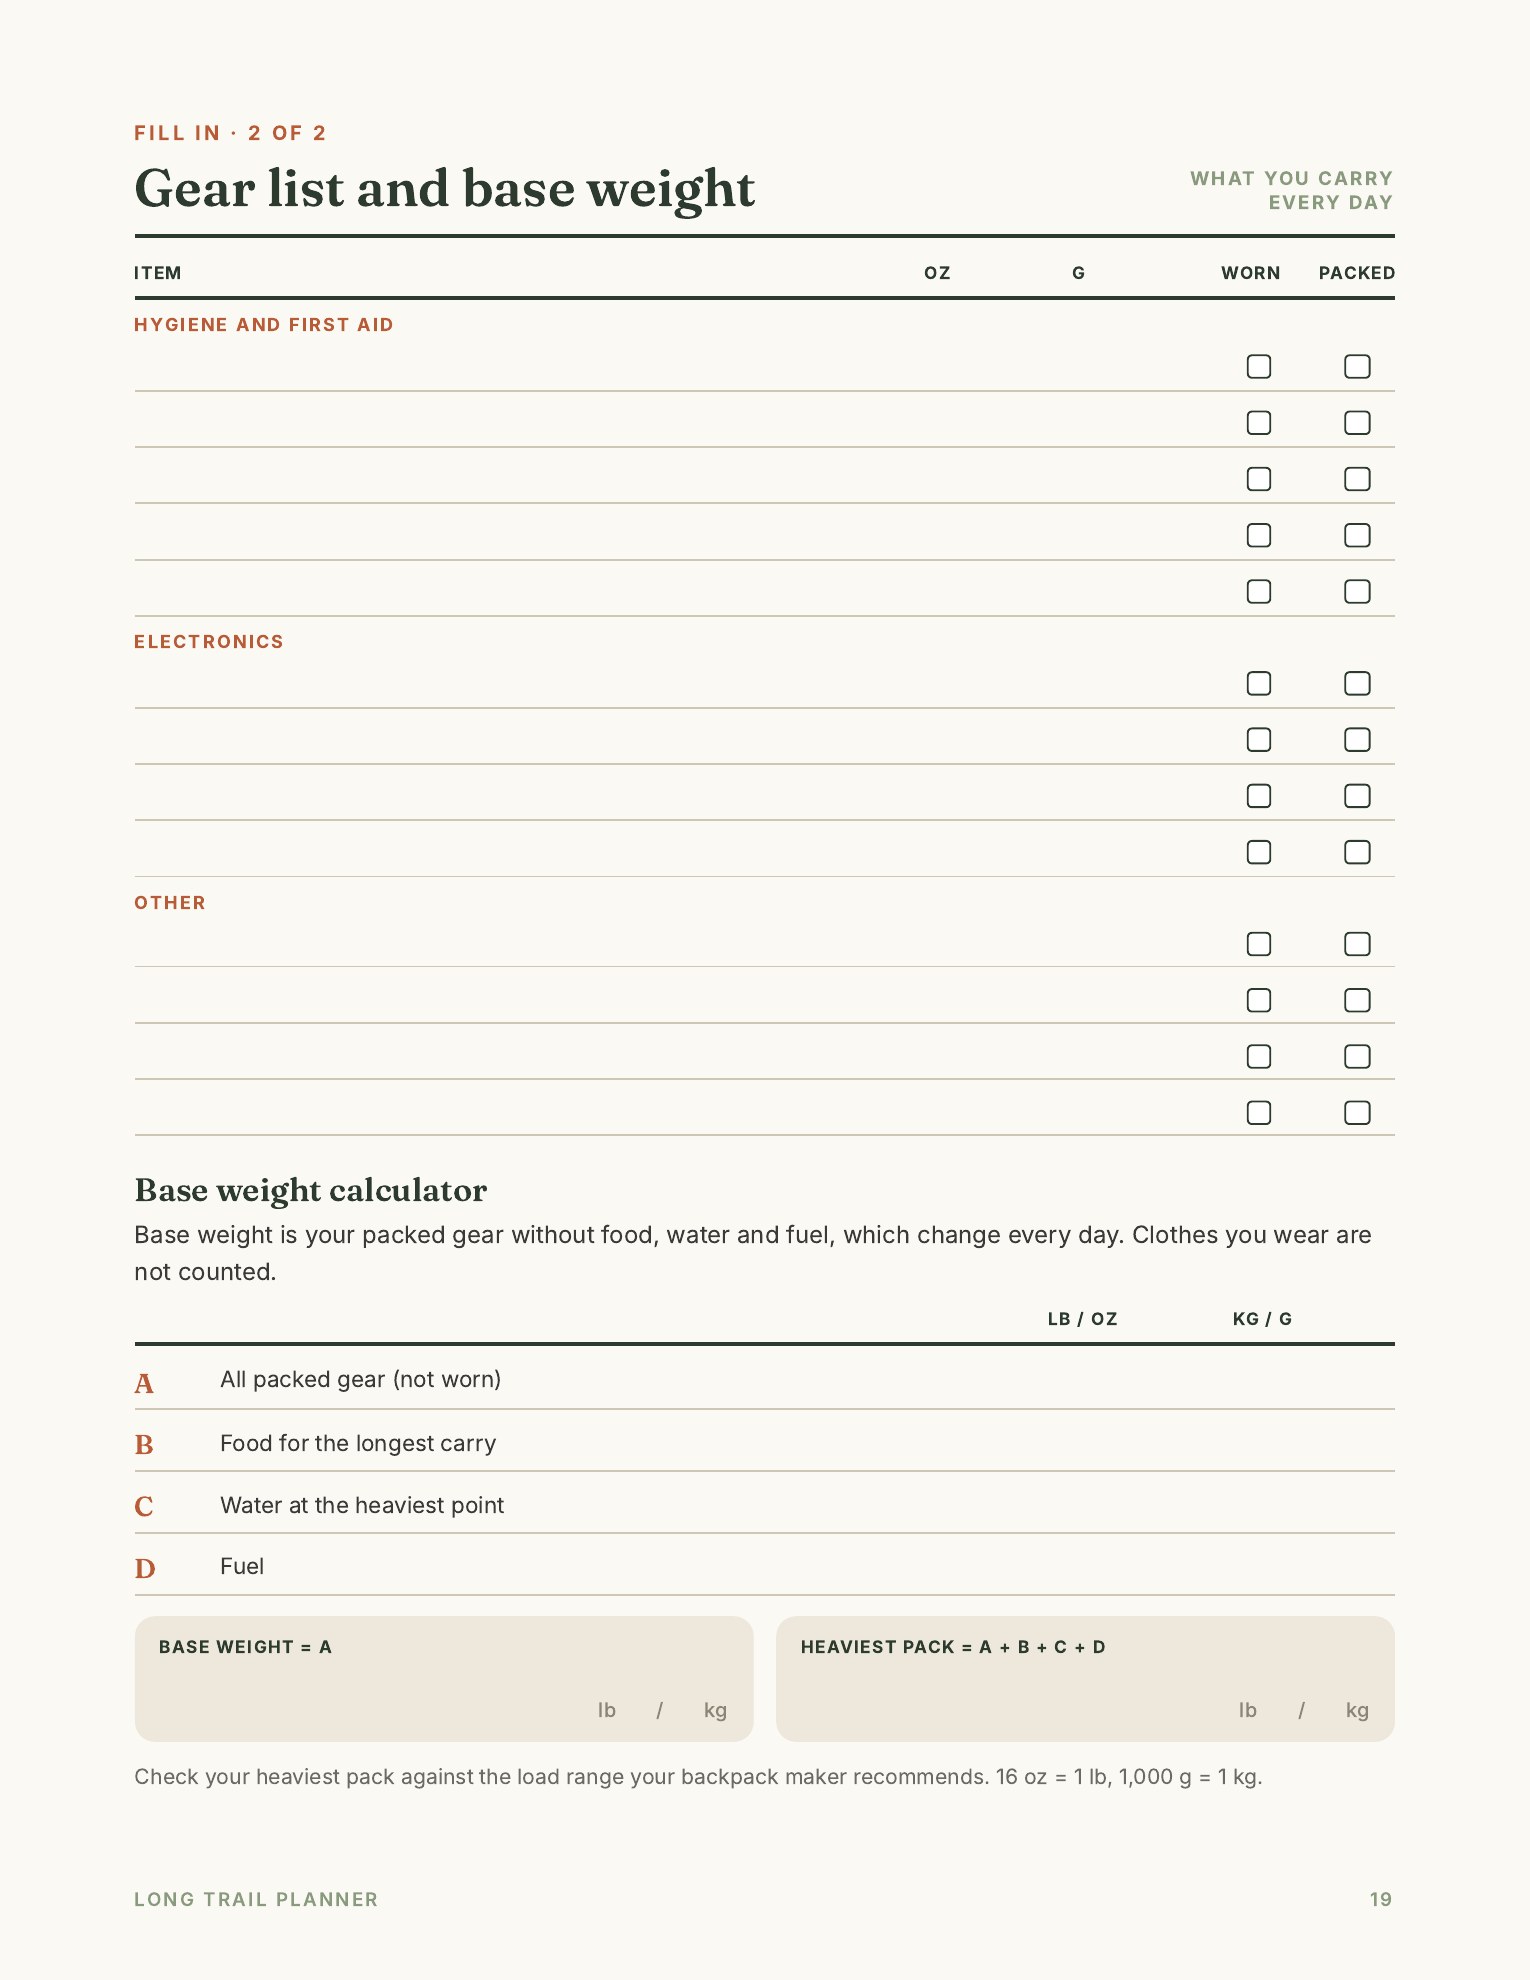 FILL IN · 2 OF 2
Gear list and base weight
WHAT YOU CARRY
EVERY DAY
ITEM OZ G WORN PACKED
HYGIENE AND FIRST AID
ELECTRONICS
OTHER
Base weight calculator
Base weight is your packed gear without food, water and fuel, which change every day. Clothes you wear are
not counted.
LB / OZ KG / G
A All packed gear (not worn)
B Food for the longest carry
C Water at the heaviest point
D Fuel
BASE WEIGHT = A
lb / kg
HEAVIEST PACK = A + B + C + D
lb / kg
Check your heaviest pack against the load range your backpack maker recommends. 16 oz = 1 lb, 1,000 g = 1 kg.
LONG TRAIL PLANNER 19